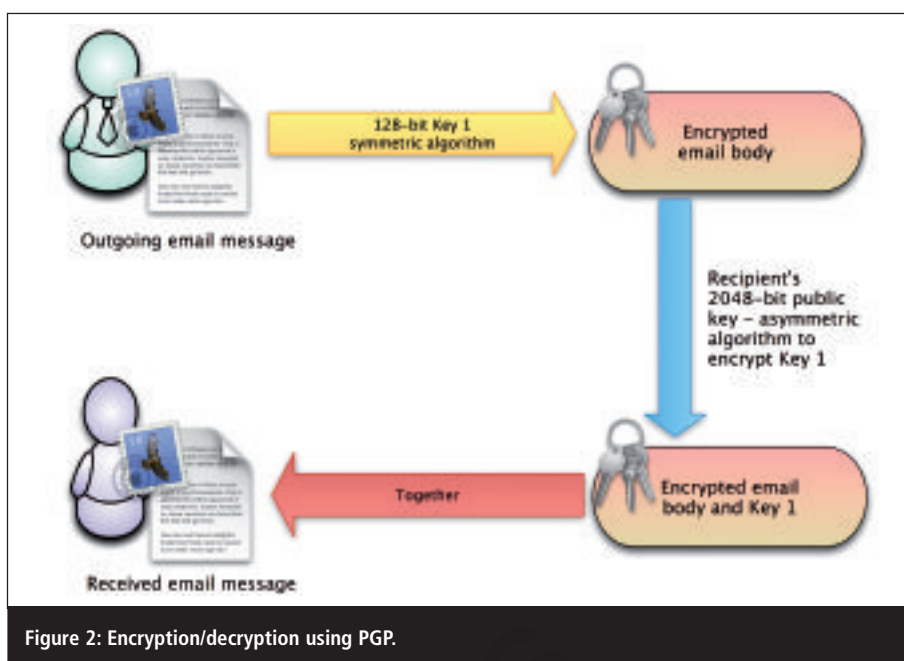 128-bit Key 1
symmetric algorithm
Encrypted
email body
Outgoing email message
Recipient's
2048-bit public
key – asymmetric
algorithm to
encrypt Key 1
Together
Encrypted email
body and Key 1
Received email message
Figure 2: Encryption/decryption using PGP.